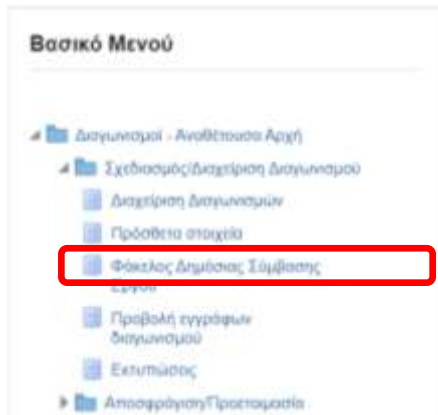 Βασικό Μενού
Διαγωνισμοί - Αναθέτουσα Αρχή
Σχεδιασμός/Διαχείριση Διαγωνισμού
Διαχείριση Διαγωνισμών
Πρόσθετα στοιχεία
Φάκελος Δημόσιας Σύμβασης
Έργου
Προβολή εγγράφων
διαγωνισμού
Εκτυπώσεις
Αποσφράγιση/Προετοιμασία